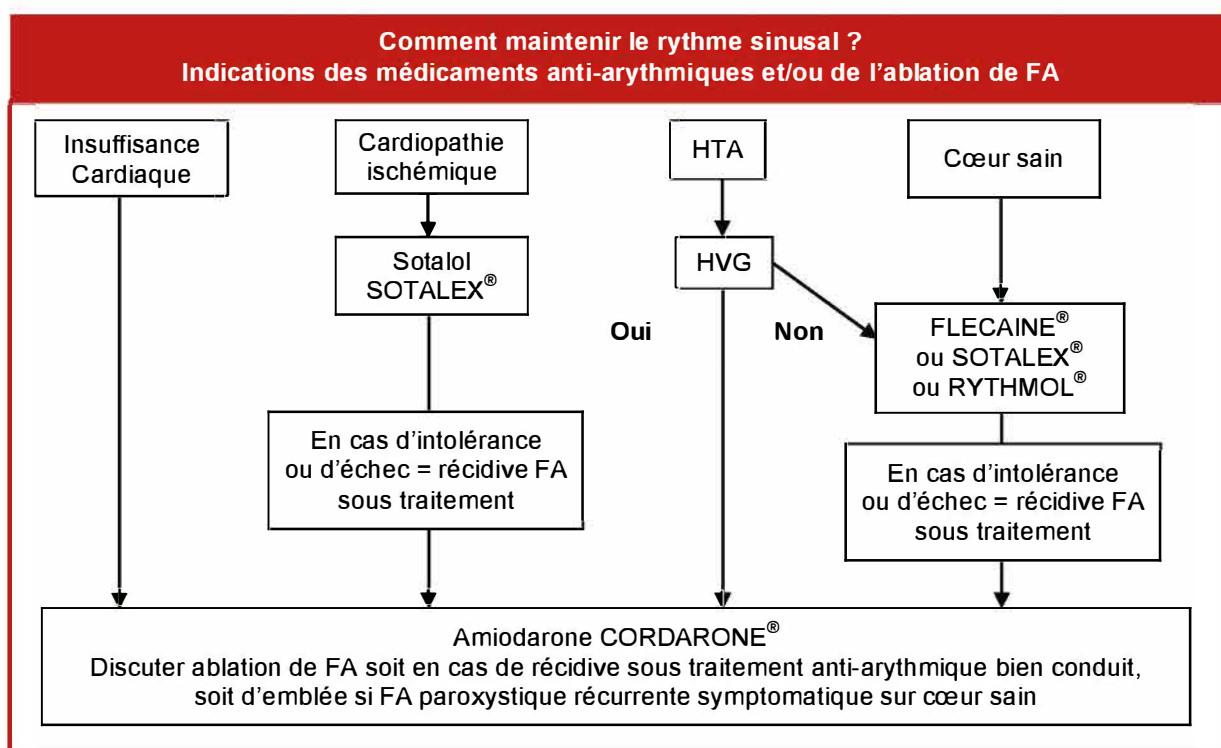 Comment maintenir le rythme sinusal ?
Indications des médicaments anti-arythmiques et/ou de l'ablation de FA
Insuffisance
Cardiaque
Cardiopathie
ischémique
HTA
Cœur sain
Sotalol
SOTALEX®
HVG
Oui
Non
FLECAINE®
ou SOTALEX®
ou RYTHMOL®
En cas d'intolérance
ou d'échec = récidive FA
sous traitement
En cas d'intolérance
ou d'échec = récidive FA
sous traitement
Amiodarone CORDARONE®
Discuter ablation de FA soit en cas de récidive sous traitement anti-arythmique bien conduit,
soit d'emblée si FA paroxystique récurrente symptomatique sur cœur sain